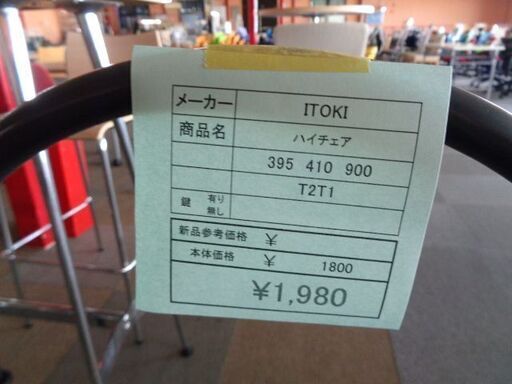 メーカー ITOKI
商品名 ハイチェア
395 410 900
T2T1
鍵 有り 無し
新品参考価格 ¥
本体価格 ¥ 1800
¥1,980